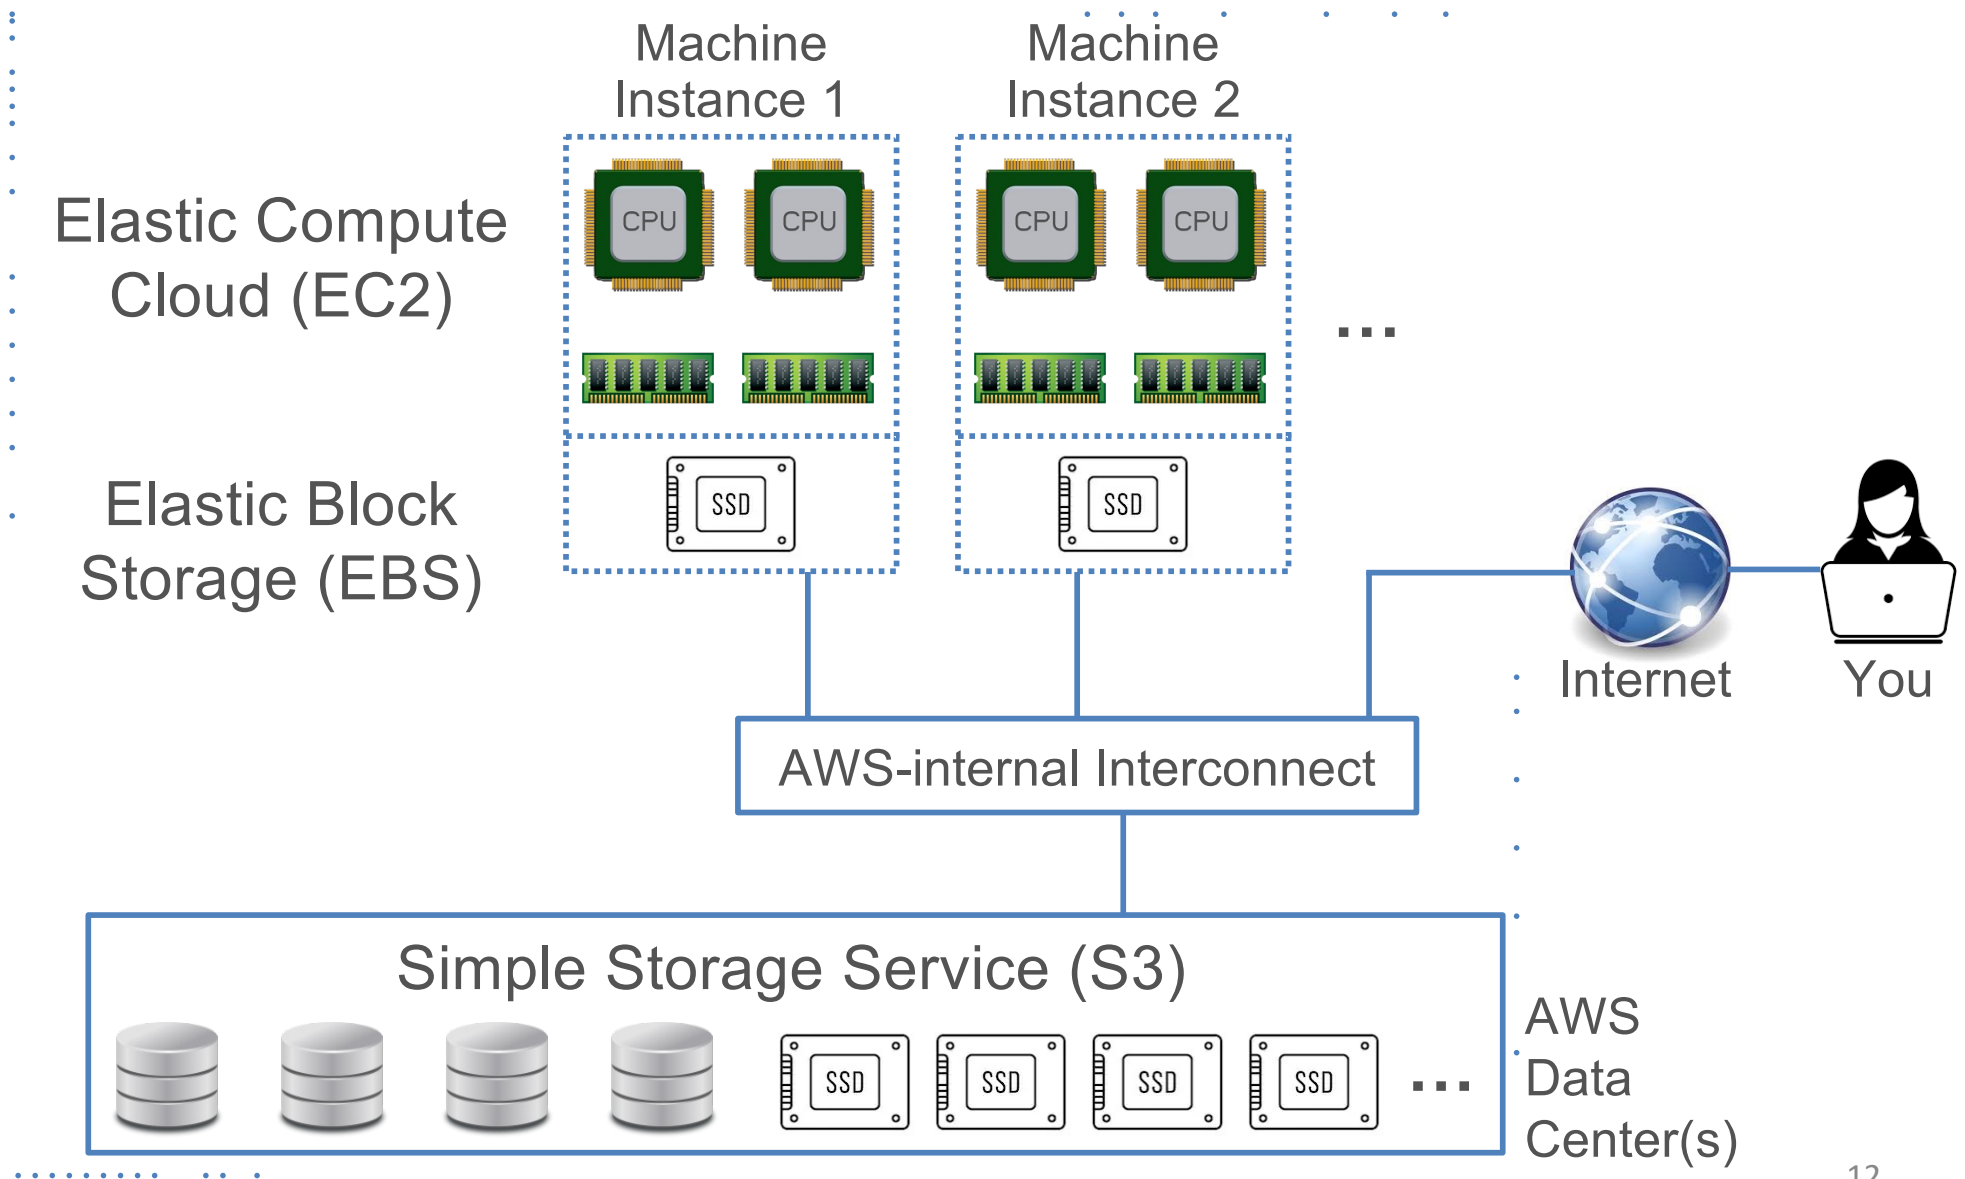 Machine
Instance 1
Machine
Instance 2
Elastic Compute
Cloud (EC2)
CPU
CPU
CPU
CPU
...
Elastic Block
Storage (EBS)
SSD
SSD
Internet
You
AWS-internal Interconnect
Simple Storage Service (S3)
SSD
SSD
SSD
SSD
...
AWS
Data
Center(s)
12